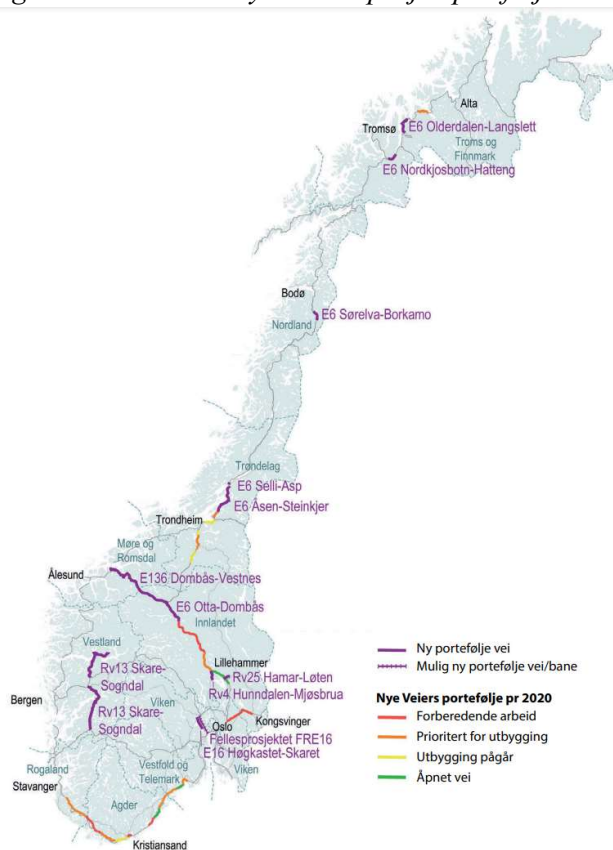 Alta
Tromsø
E6 Olderdalen-Langslett
Troms og
Finnmark
E6 Nordkjosbotn-Hatteng
Bodø
E6 Sørelva-Borkamo
Nordland
Trøndelag
E6 Selli-Asp
E6 Åsen-Steinkjer
Trondheim
Møre og
Romsdal
Ålesund
E136 Dombås-Vestnes
E6 Otta-Dombås
Innlandet
Vestland
Lillehammer
Rv25 Hamar-Løten
Rv13 Skare-
Sogndal
Rv4 Hunndalen-Mjøsbrua
Viken
Bergen
Rv13 Skare-
Sogndal
Oslo
Kongsvinger
Fellesprosjektet FRE16
E16 Høgkastet-Skaret
Rogaland
Vestfold og
Telemark
Viken
Stavanger
Agder
Kristiansand
Ny portefølje vei
Mulig ny portefølje vei/bane
Nye Veiers portefølje pr 2020
Forberedende arbeid
Prioritert for utbygging
Utbygging pågår
Åpnet vei